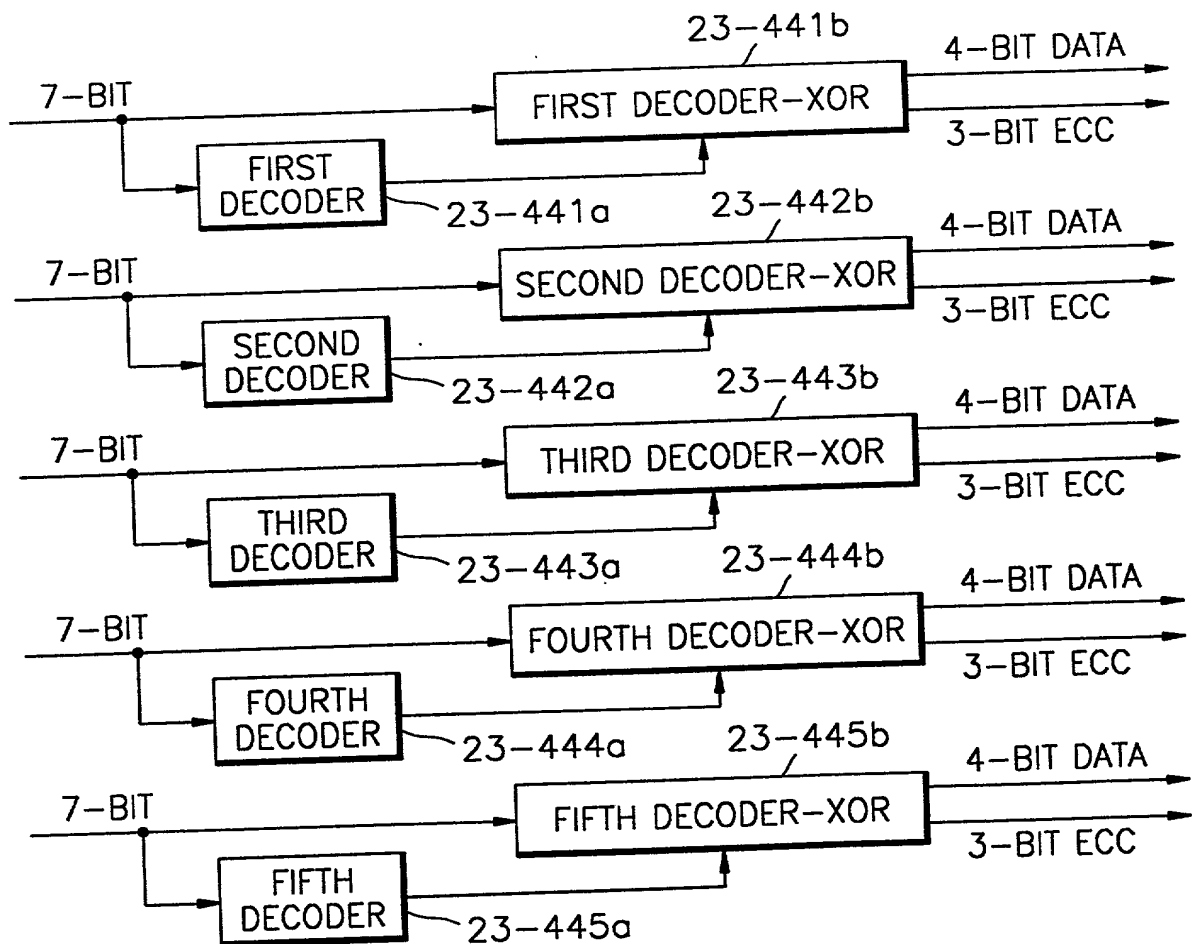 23-441b
4-BIT DATA
7-BIT
FIRST DECODER-XOR
3-BIT ECC
FIRST
DECODER
23-441a
23-442b
4-BIT DATA
7-BIT
SECOND DECODER-XOR
3-BIT ECC
SECOND
DECODER
23-442a
23-443b
4-BIT DATA
7-BIT
THIRD DECODER-XOR
3-BIT ECC
THIRD
DECODER
23-443a
23-444b
4-BIT DATA
7-BIT
FOURTH DECODER-XOR
3-BIT ECC
FOURTH
DECODER
23-444a
23-445b
4-BIT DATA
7-BIT
FIFTH DECODER-XOR
3-BIT ECC
FIFTH
DECODER
23-445a